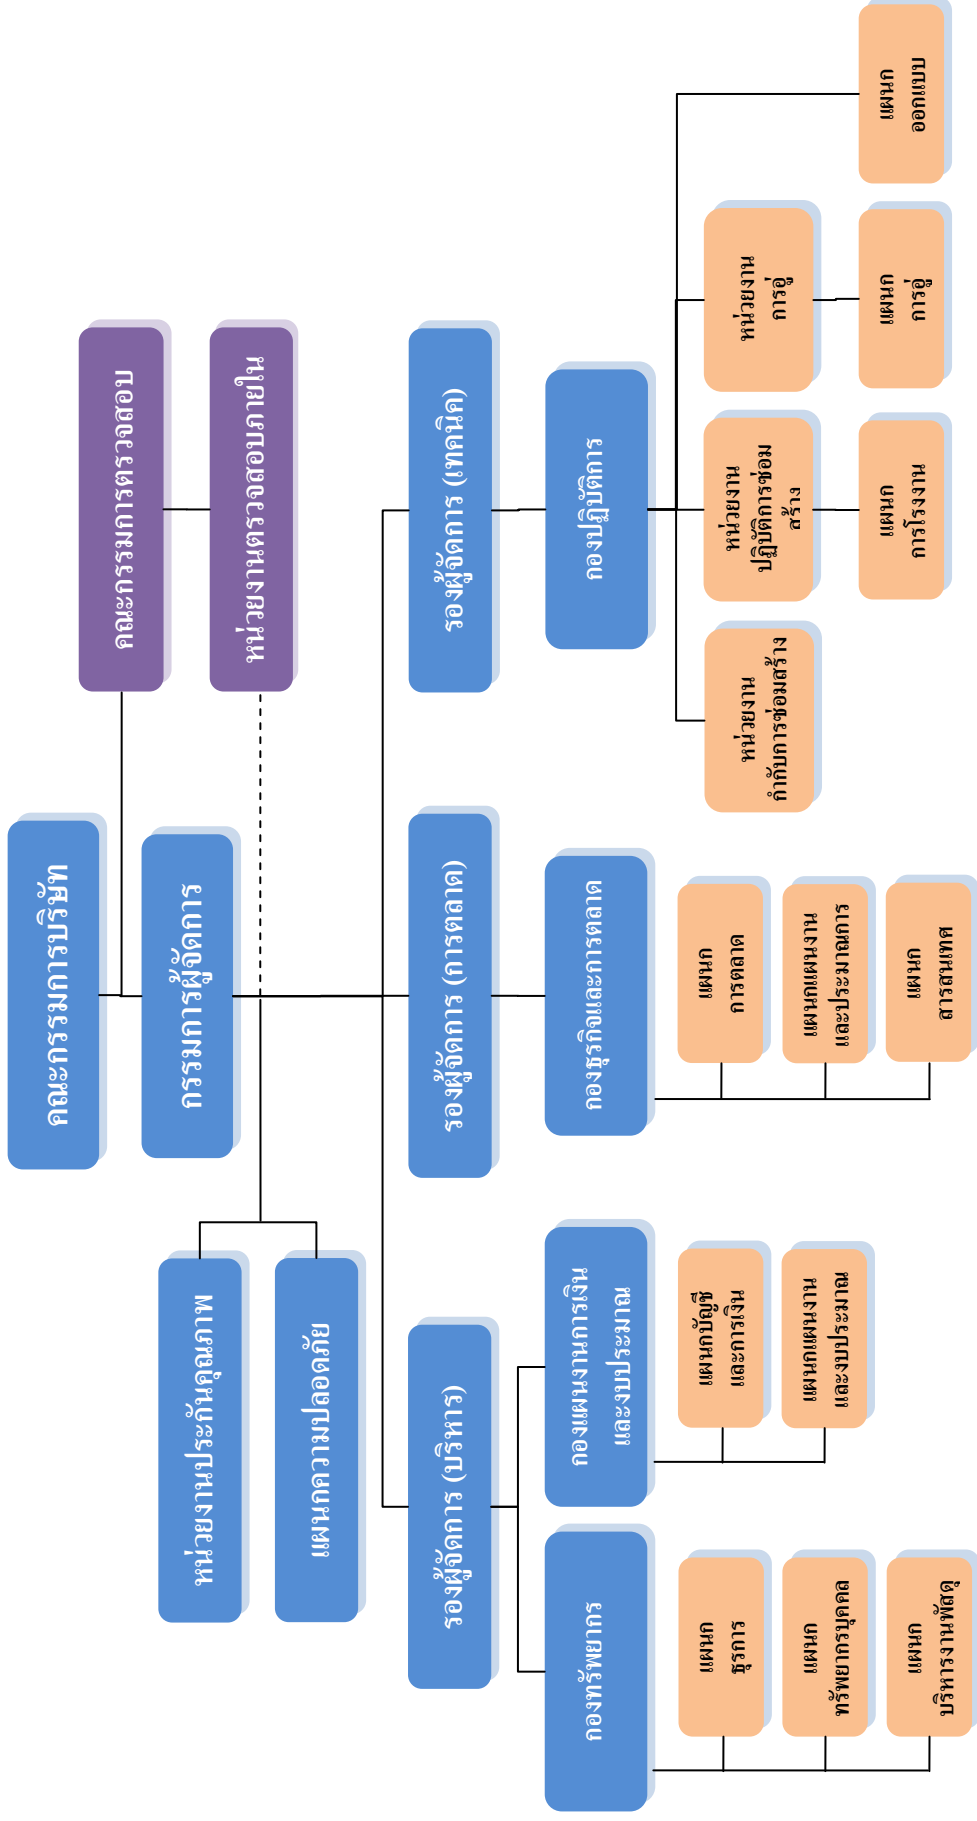 คณะกรรมการบริษัท
คณะกรรมการตรวจสอบ
กรรมการผู้จัดการ
หน่วยงานตรวจสอบภายใน
หน่วยงานประกันคุณภาพ
แผนกความปลอดภัย
รองผู้จัดการ (บริหาร)
รองผู้จัดการ (การตลาด)
รองผู้จัดการ (เทคนิค)
กองทรัพยากร
กองแผนงานการเงิน
และงบประมาณ
กองธุรกิจและการตลาด
กองปฏิบัติการ
แผนก
ธุรการ
แผนก
ทรัพยากรบุคคล
แผนก
บริหารงานพัสดุ
แผนกบัญชี
และการเงิน
แผนกแผนงาน
และงบประมาณ
แผนก
การตลาด
แผนกแผนงาน
และประมาณการ
แผนก
สารสนเทศ
หน่วยงาน
กำกับการซ่อมสร้าง
หน่วยงาน
ปฏิบัติการซ่อม
สร้าง
หน่วยงาน
การอู่
แผนก
การโรงงาน
แผนก
การอู่
แผนก
ออกแบบ